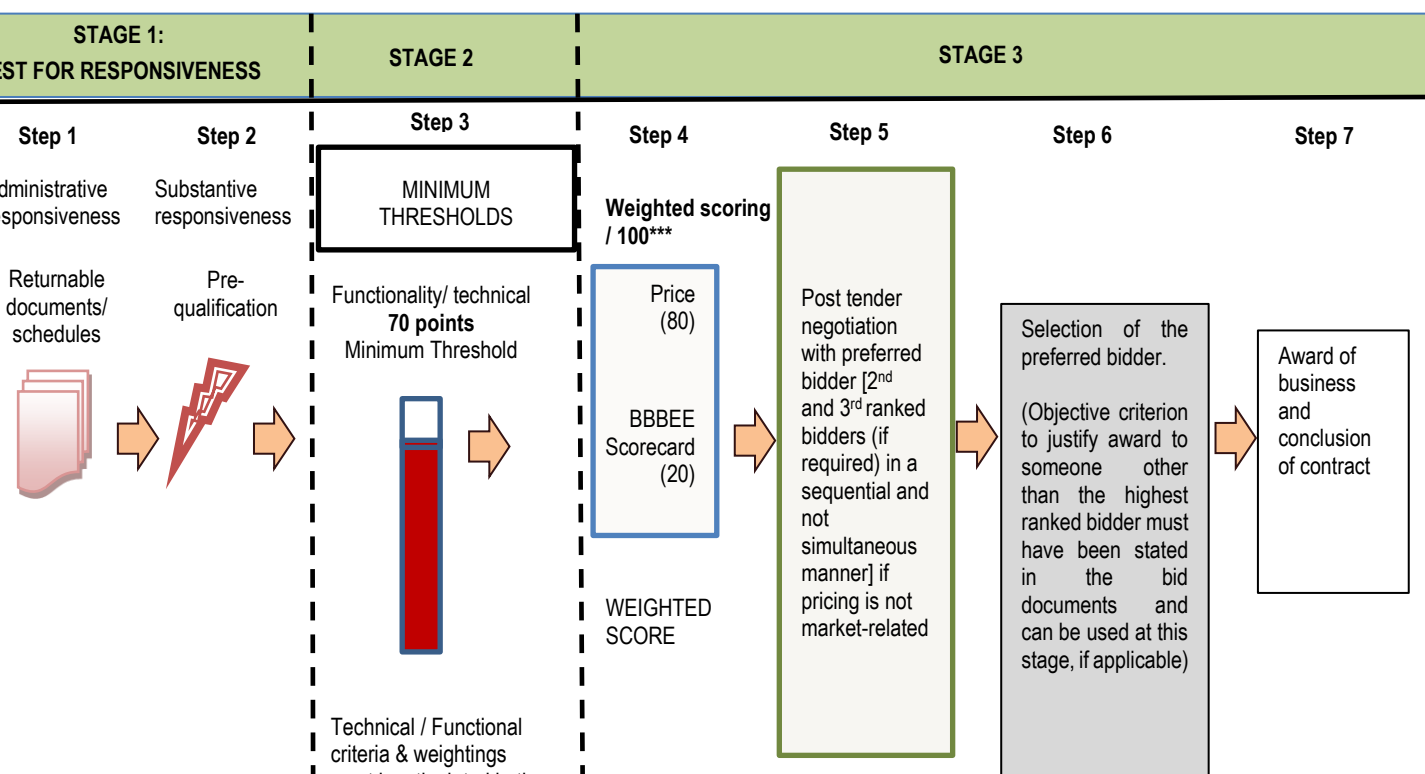 STAGE 1:
EST FOR RESPONSIVENESS
STAGE 2
STAGE 3
Step 1
Step 2
Step 3
Step 4
Step 5
Step 6
Step 7
dministrative
esponsiveness
Returnable
documents/
schedules
Substantive
responsiveness
Pre-
qualification
MINIMUM
THRESHOLDS
Functionality/ technical
70 points
Minimum Threshold
Technical / Functional
criteria & weightings
Weighted scoring
/ 100***
Price
(80)
BBBEE
Scorecard
(20)
WEIGHTED
SCORE
Post tender
negotiation
with preferred
bidder [2nd
and 3rd ranked
bidders (if
required) in a
sequential and
not
simultaneous
manner] if
pricing is not
market-related
Selection of the
preferred bidder.
(Objective criterion
to justify award to
someone other
than the highest
ranked bidder must
have been stated
in the bid
documents and
can be used at this
stage, if applicable)
Award of
business
and
conclusion
of contract